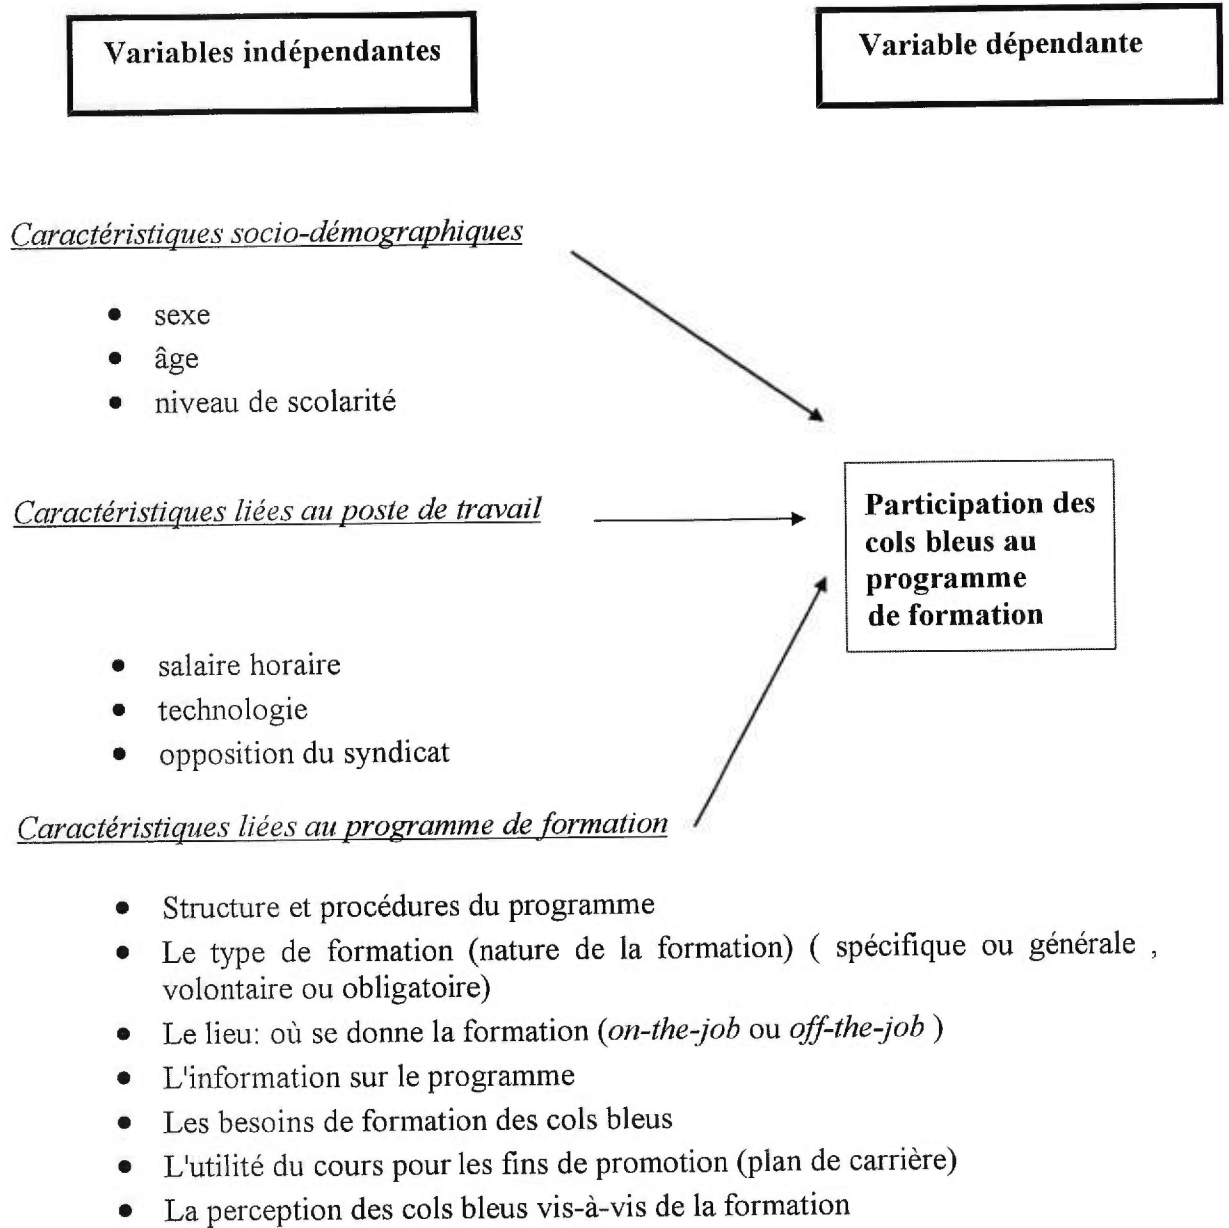 Variables indépendantes
Variable dépendante
Caractéristiques socio-démographiques
• sexe
• âge
• niveau de scolarité
Caractéristiques liées au poste de travail
Participation des
cols bleus au
programme
de formation
• salaire horaire
• technologie
• opposition du syndicat
Caractéristiques liées au programme de formation
• Structure et procédures du programme
• Le type de formation (nature de la formation) ( spécifique ou générale ,
volontaire ou obligatoire)
• Le lieu: où se donne la formation (on-the-job ou off-the-job )
• L'information sur le programme
• Les besoins de formation des cols bleus
• L'utilité du cours pour les fins de promotion (plan de carrière)
• La perception des cols bleus vis-à-vis de la formation